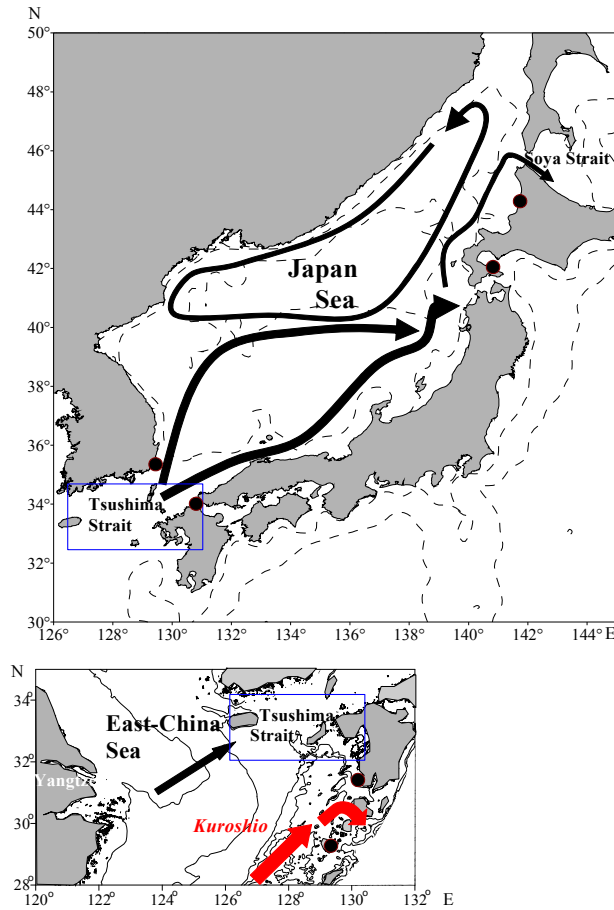 N
50°
48°
46°
Soya Strait
44°
Japan
Sea
42°
40°
38°
36°
34°
Tsushima
Strait
32°
30°
126° 130° 132° 134° 136° 138° 140° 142° 144° E
N
34°
Tsushima
Strait
East-China
Sea
32°
Yangtz
30°
Kuroshio
28°
120° 122° 124° 126° 128° 130° 132° E